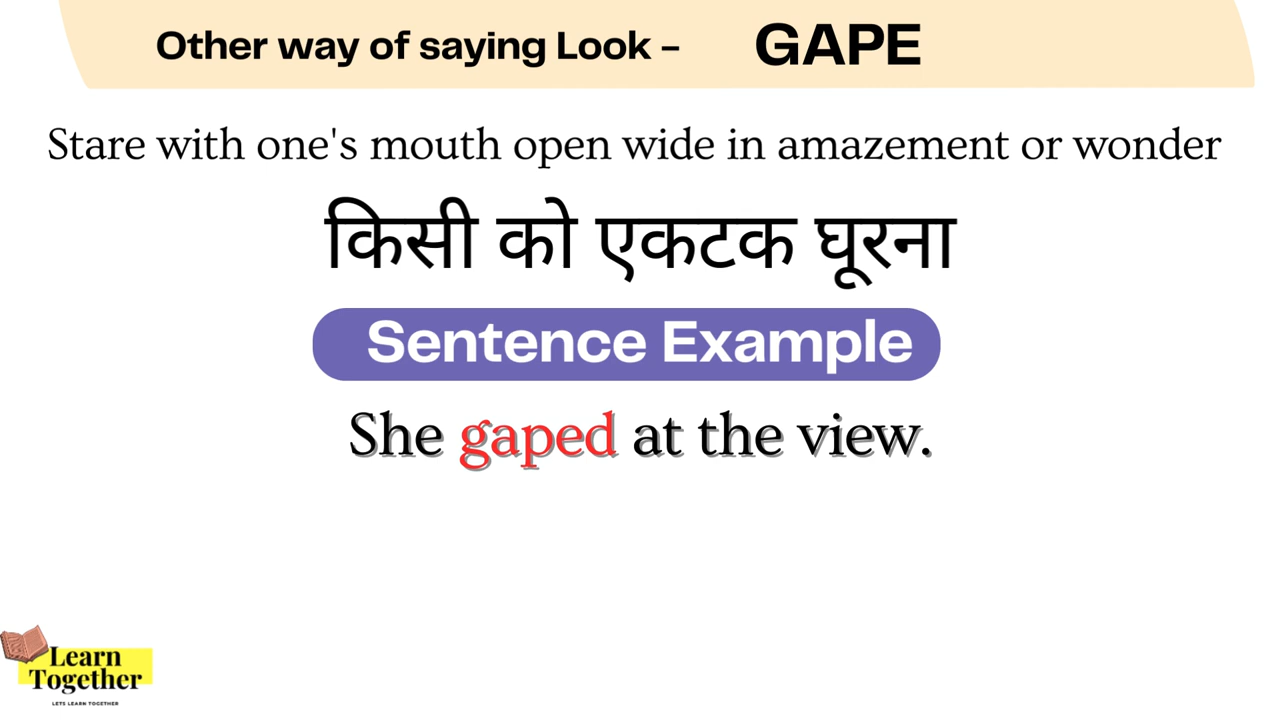 Other way of saying Look – GAPE
Stare with one's mouth open wide in amazement or wonder
किसी को एकटक घूरना
Sentence Example
She gaped at the view.
Learn
Together
LETS LEARN TOGETHER